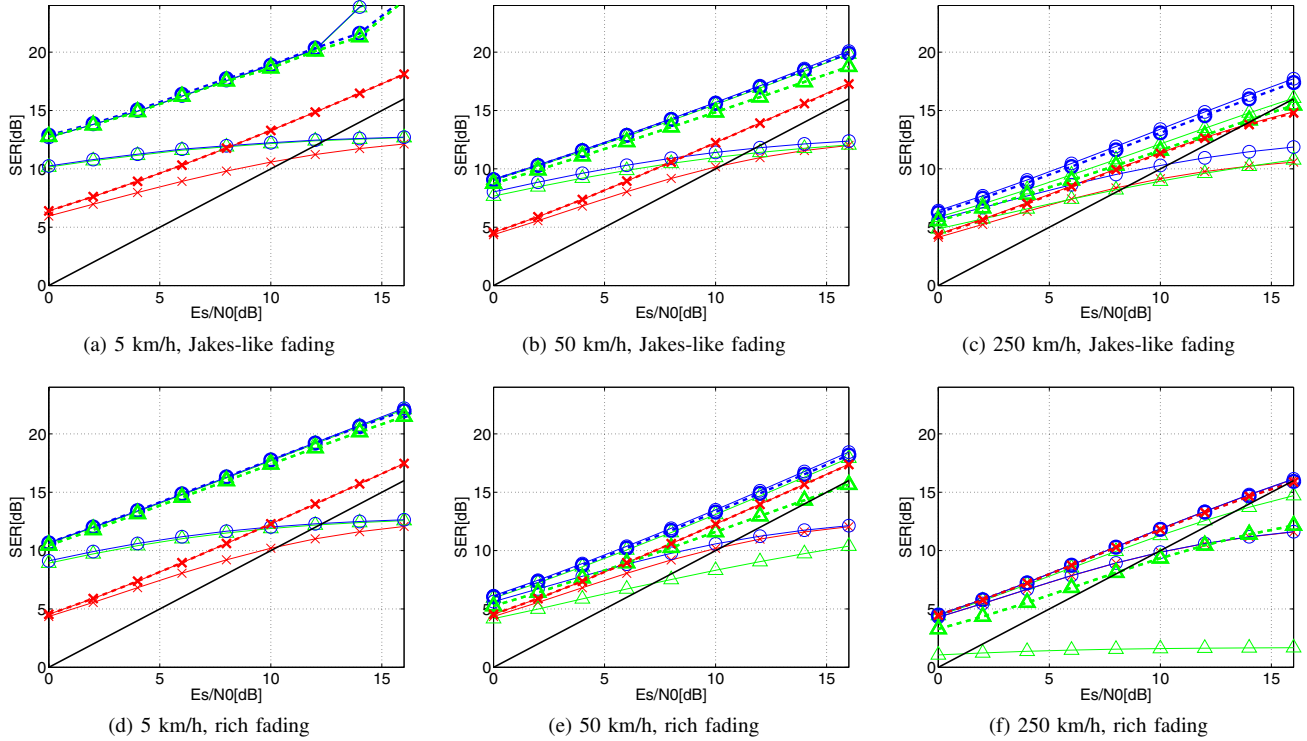 20
15
10
5
0
SER[dB]
0 5 10 15
Es/N0[dB]
(a) 5 km/h, Jakes-like fading
20
15
10
5
0
SER[dB]
0 5 10 15
Es/N0[dB]
(b) 50 km/h, Jakes-like fading
20
15
10
5
0
SER[dB]
0 5 10 15
Es/N0[dB]
(c) 250 km/h, Jakes-like fading
20
15
10
5
0
SER[dB]
0 5 10 15
Es/N0[dB]
(d) 5 km/h, rich fading
20
15
10
5
0
SER[dB]
0 5 10 15
Es/N0[dB]
(e) 50 km/h, rich fading
20
15
10
5
0
SER[dB]
0 5 10 15
Es/N0[dB]
(f) 250 km/h, rich fading